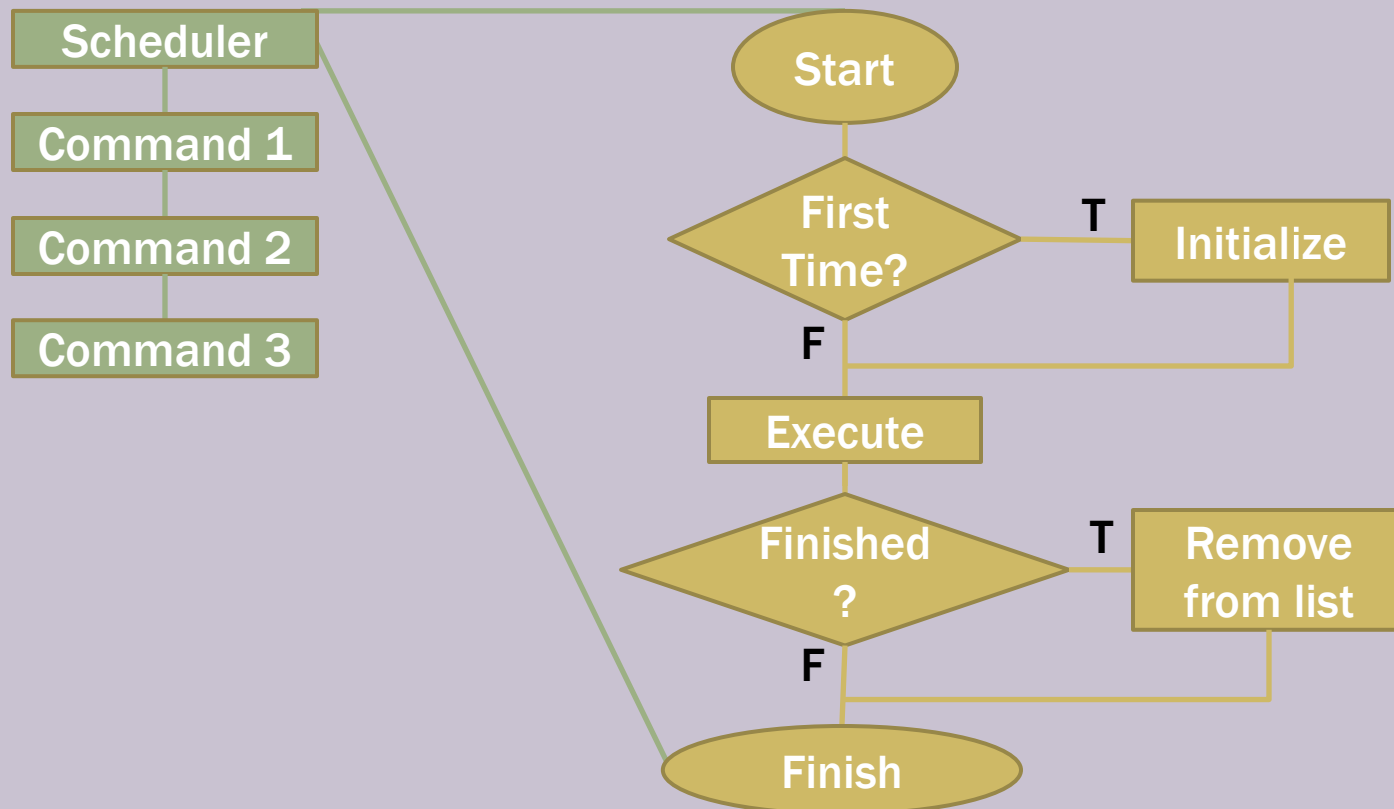 Scheduler
Command 1
Command 2
Command 3
Start
First
Time?
T
Initialize
F
Execute
Finished
?
T
Remove
from list
F
Finish